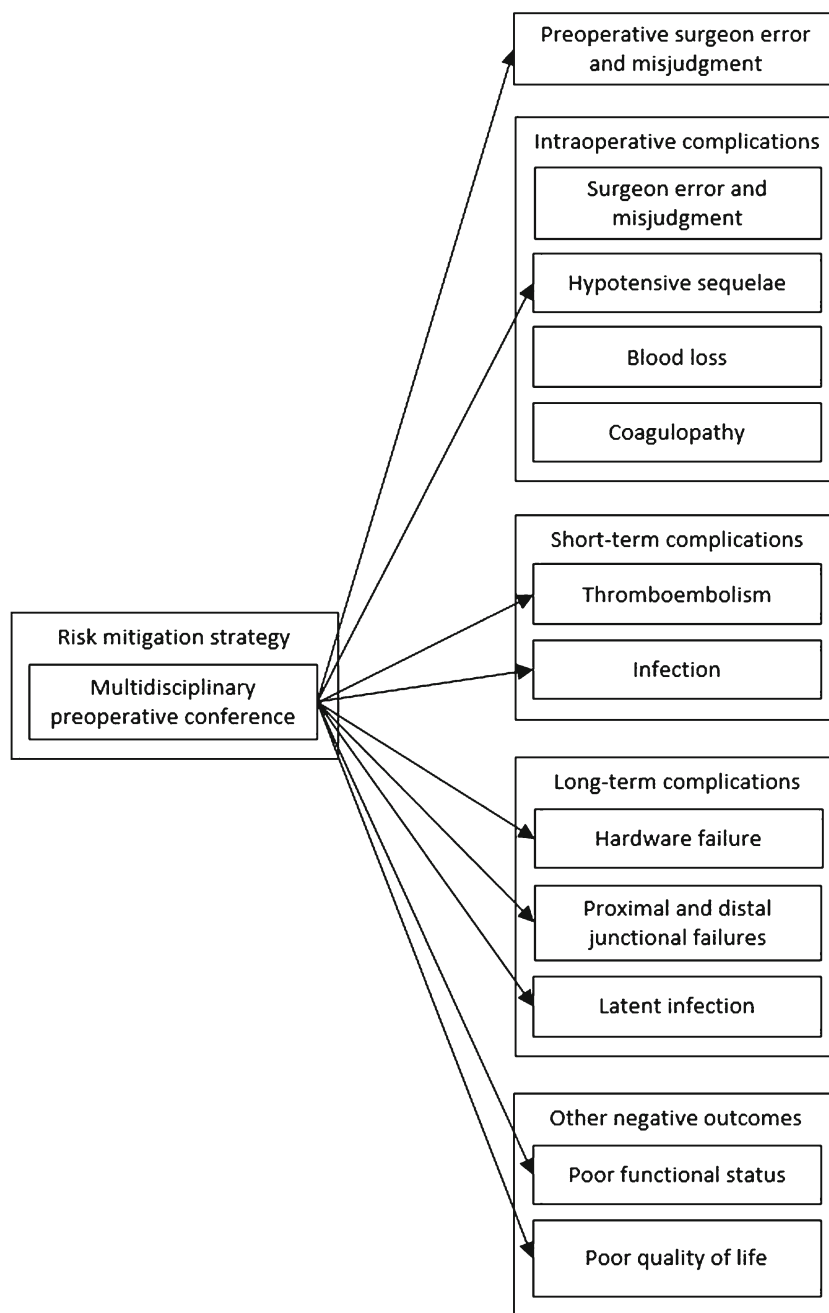 Preoperative surgeon error
and misjudgment
Intraoperative complications
Surgeon error and
misjudgment
Hypotensive sequelae
Blood loss
Coagulopathy
Short-term complications
Thromboembolism
Infection
Risk mitigation strategy
Multidisciplinary
preoperative conference
Long-term complications
Hardware failure
Proximal and distal
junctional failures
Latent infection
Other negative outcomes
Poor functional status
Poor quality of life